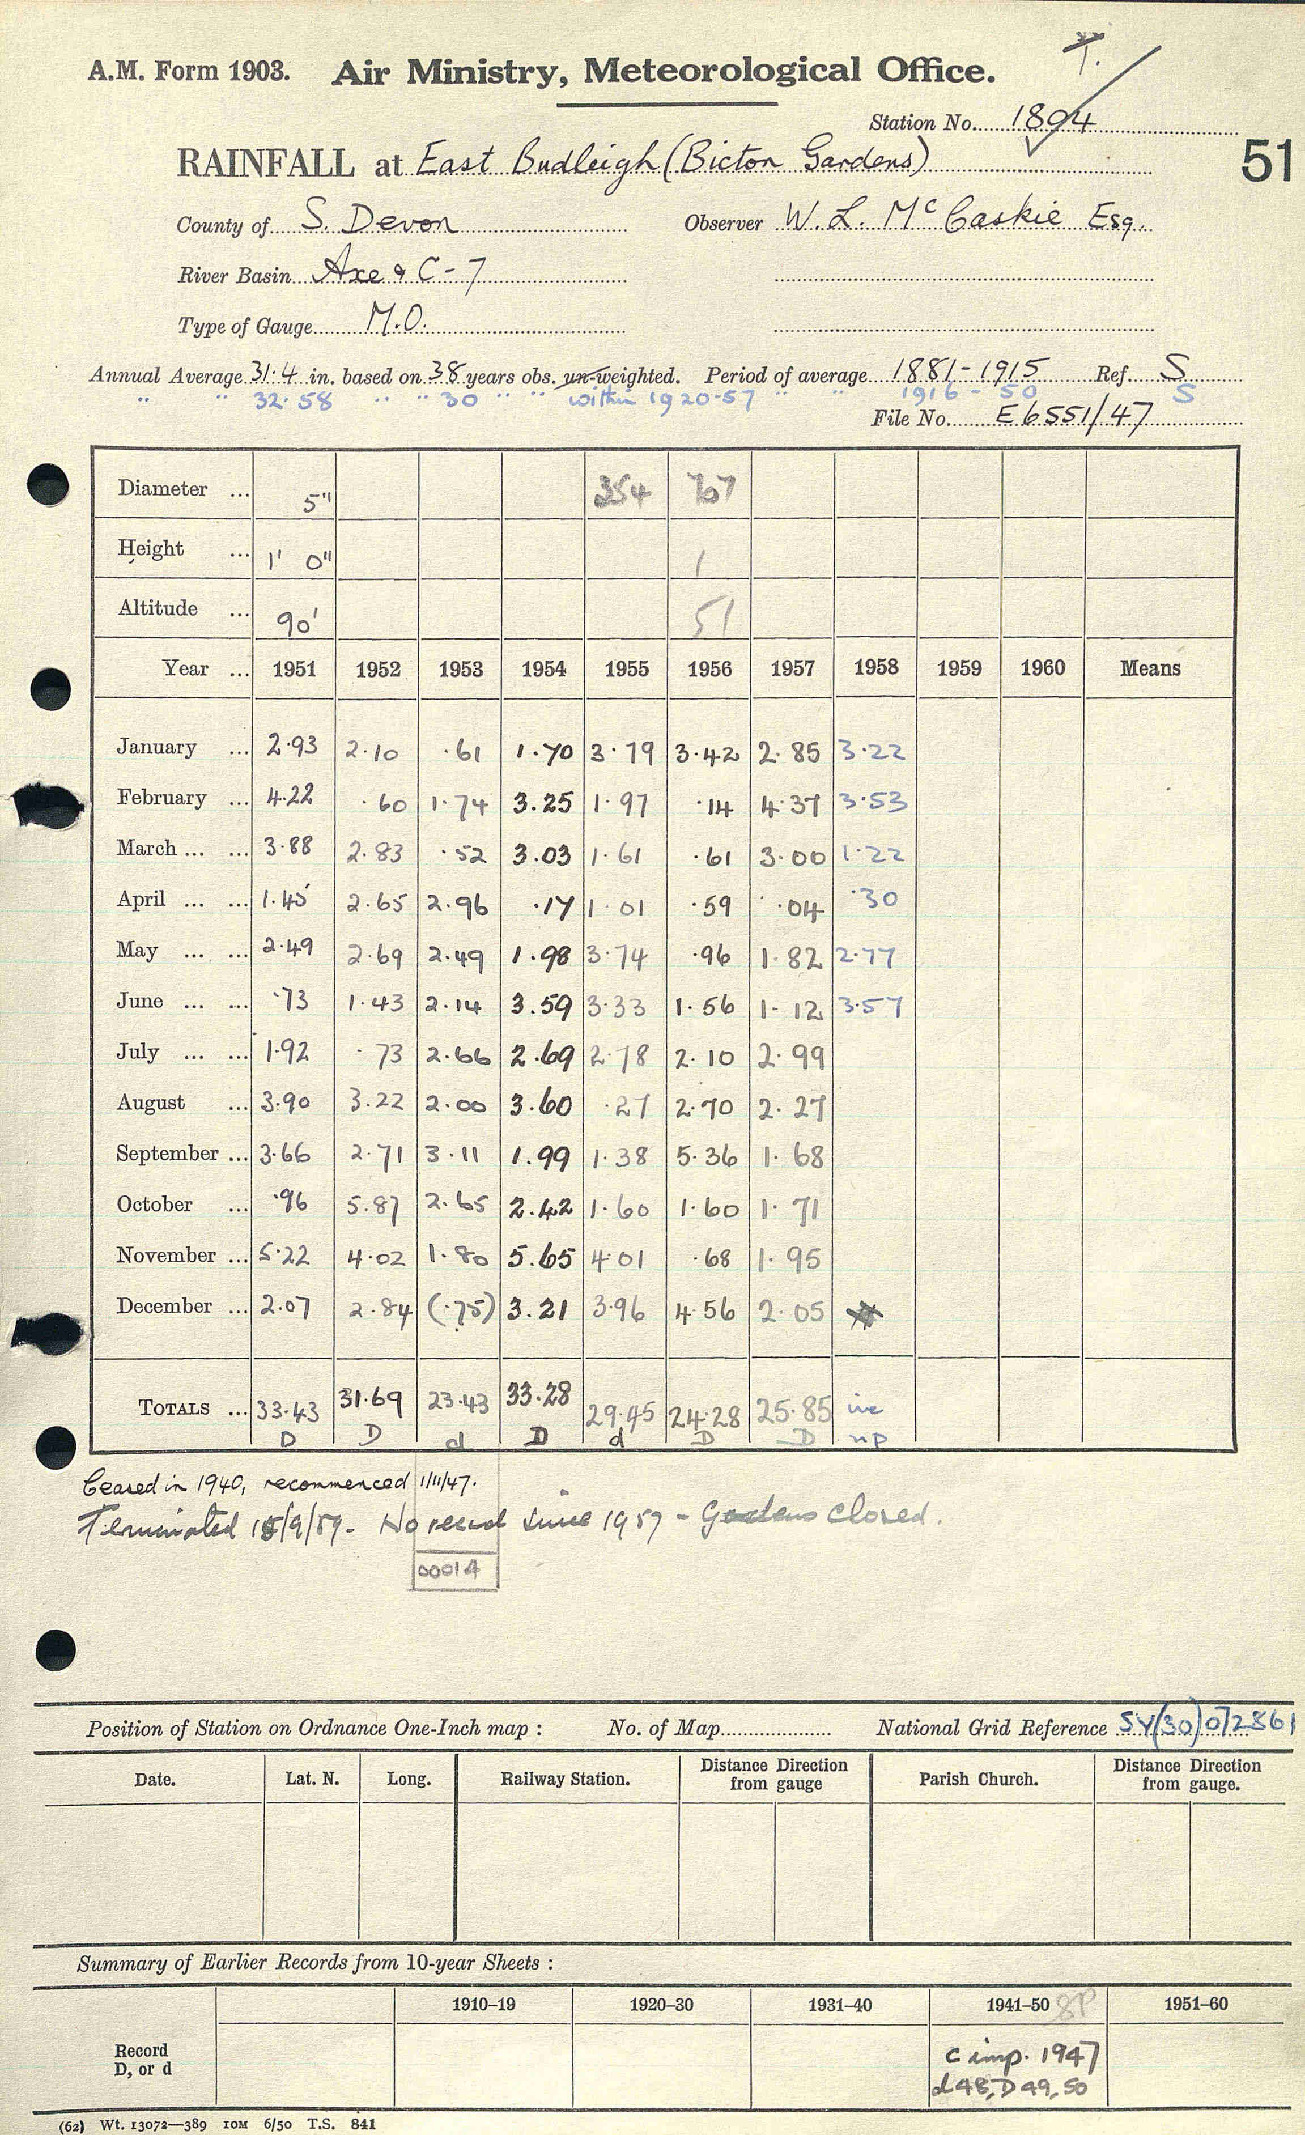 T.
A.M. Form 1903. Air Ministry, Meteorological Office.
Station No. 1804
RAINFALL at East Budleigh (Bicton Gardens) 51
County of S. Devon Observer W. L. McCaskie Esq.
River Basin Axe & C-7
Type of Gauge M.O.
Annual Average 31.4 in. based on 38 years obs. un-weighted. Period of average 1881-1915 Ref S
" " 32.58 " " 30 " " within 1920-57 " " 1916-50 S
File No. E6551/47
Diameter ... 5" 354 767
Height ... 1' 0" 1
Altitude ... 90' 51
Year ... 1951 1952 1953 1954 1955 1956 1957 1958 1959 1960 Means
January ... 2.93 2.10 .61 1.70 3.79 3.42 2.85 3.22
February ... 4.22 .60 1.74 3.25 1.97 .14 4.37 3.53
March ... ... 3.88 2.83 .52 3.03 1.61 .61 3.00 1.22
April ... ... 1.45 2.65 2.96 .17 1.01 .59 .04 .30
May ... ... 2.49 2.69 2.49 1.98 3.74 .96 1.82 2.77
June ... ... .73 1.43 2.14 3.59 3.33 1.56 1.12 3.57
July ... ... 1.92 .73 2.66 2.69 2.78 2.10 2.99
August ... 3.90 3.22 2.00 3.60 .27 2.70 2.27
September ... 3.66 2.71 3.11 1.99 1.38 5.36 1.68
October ... .96 5.87 2.65 2.42 1.60 1.60 1.71
November ... 5.22 4.02 1.80 5.65 4.01 .68 1.95
December ... 2.07 2.84 (.75) 3.21 3.96 4.56 2.05
TOTALS ... 33.43 31.69 23.43 33.28 29.45 24.28 25.85 inc
D D d D d D D np
Ceased in 1940, recommenced 1/11/47.
Terminated 15/9/59 - No record since 1957 - Gardens closed.
00014
Position of Station on Ordnance One-Inch map : No. of Map National Grid Reference SY(30)072861
Date. Lat. N. Long. Railway Station. Distance Direction from gauge Parish Church. Distance Direction from gauge.
Summary of Earlier Records from 10-year Sheets :
1910-19 1920-30 1931-40 1941-50 1951-60
Record D, or d
c imp. 1947
d48, D49, 50
(62) Wt. 13072—389 10M 6/50 T.S. 841